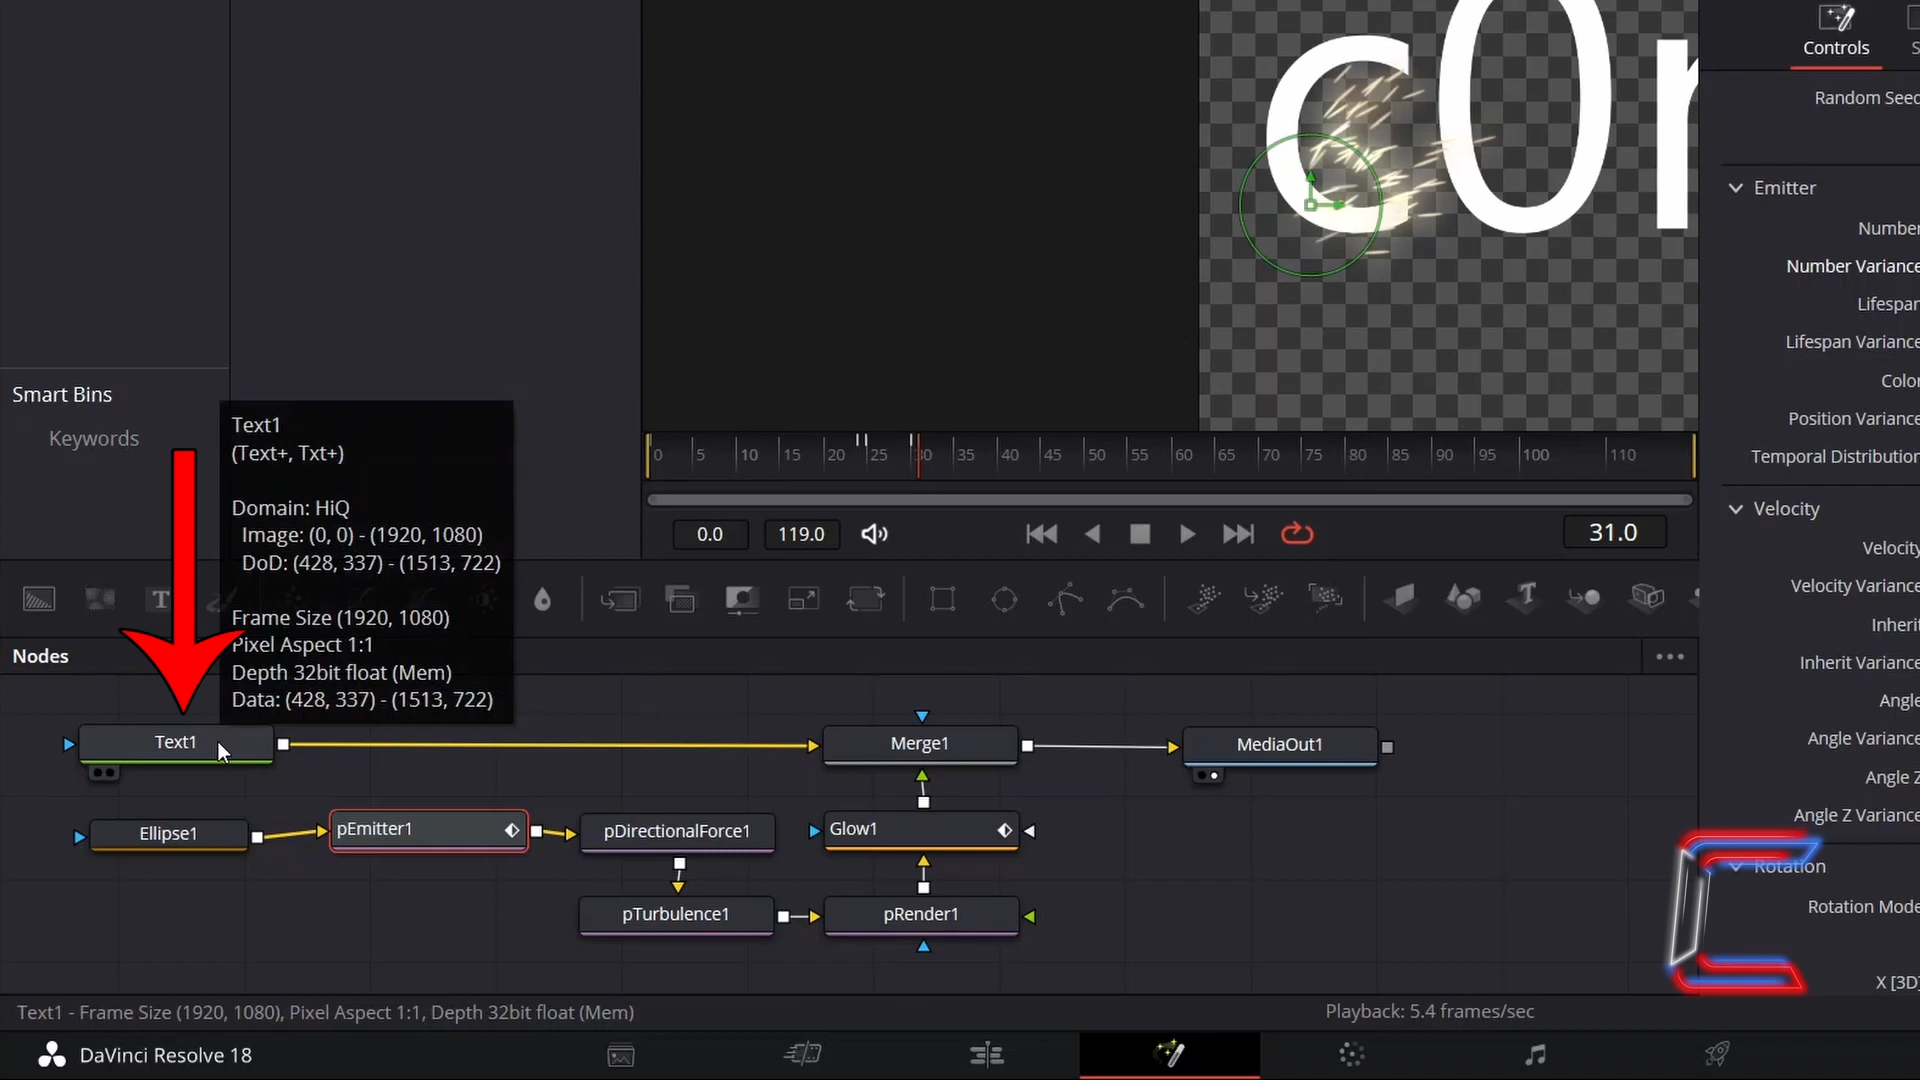 c0
Controls
Random Seed
Emitter
Number
Number Variance
Lifespan
Lifespan Variance
Color
Position Variance
Temporal Distribution
Smart Bins
Keywords
Text1
(Text+, Txt+)
Domain: HiQ
Image: (0, 0) - (1920, 1080)
DoD: (428, 337) - (1513, 722)
Frame Size (1920, 1080)
Pixel Aspect 1:1
Depth 32bit float (Mem)
Data: (428, 337) - (1513, 722)
0 5 10 15 20 25 30 35 40 45 50 55 60 65 70 75 80 85 90 95 100 110
0.0 119.0 31.0
Velocity
Velocity
Velocity Variance
Inherit
Inherit Variance
Angle
Angle Variance
Angle Z
Angle Z Variance
Rotation
Rotation Mode
X [3D]
T
T
Nodes
Text1 Merge1 MediaOut1
Ellipse1 pEmitter1 pDirectionalForce1 Glow1
pTurbulence1 pRender1
Text1 - Frame Size (1920, 1080), Pixel Aspect 1:1, Depth 32bit float (Mem)
Playback: 5.4 frames/sec
DaVinci Resolve 18